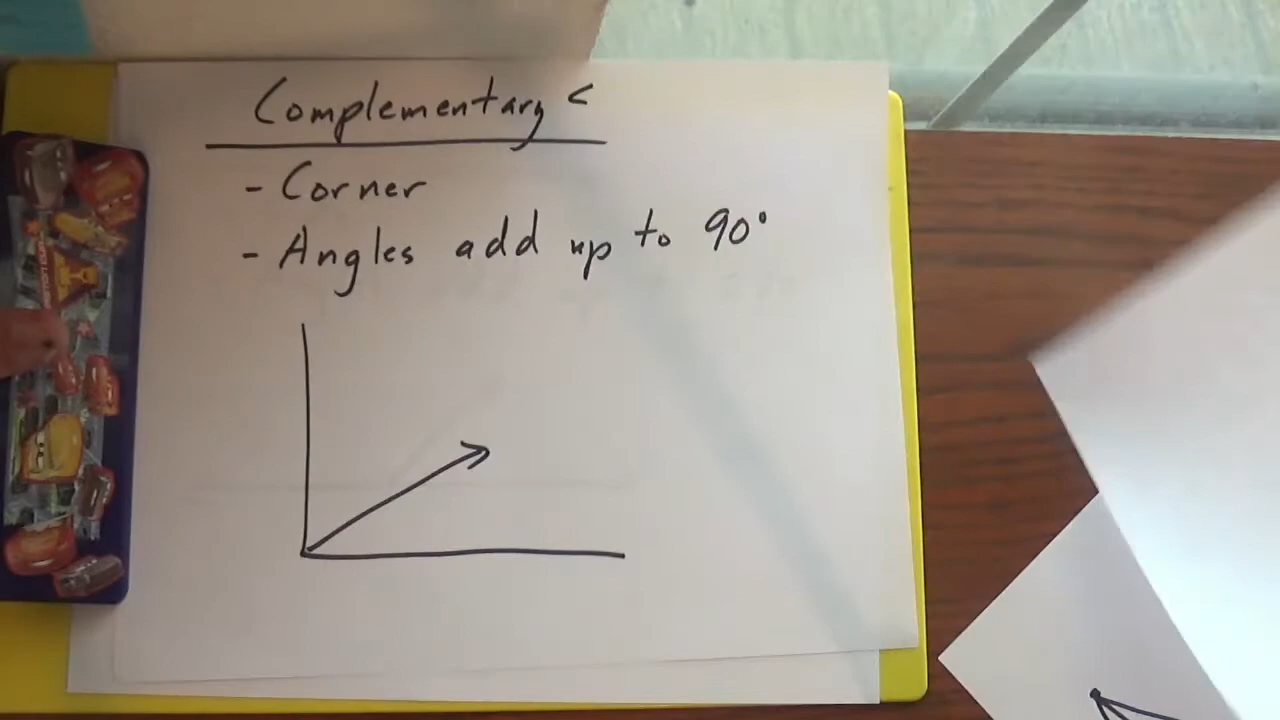 Complementary <
- Corner
- Angles add up to 90°